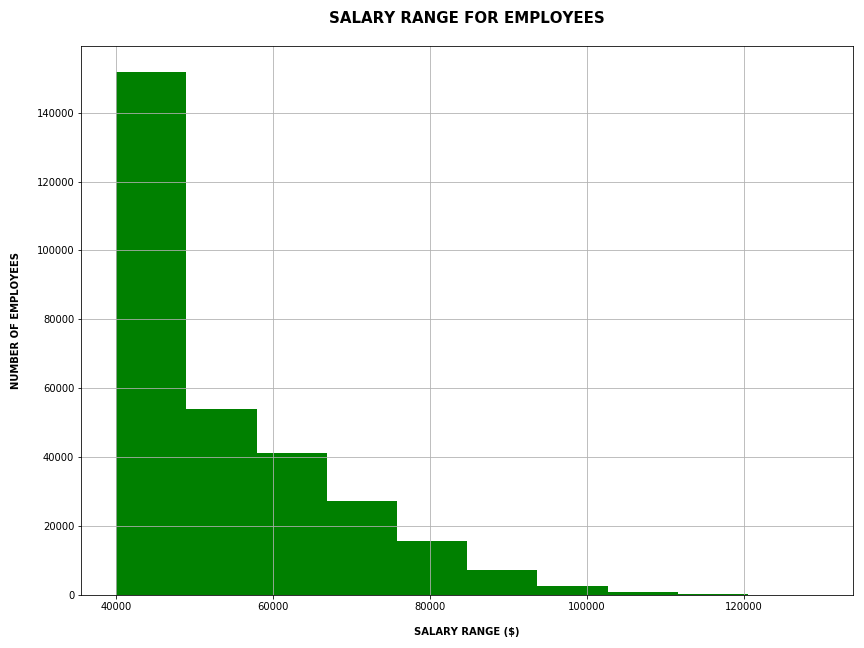 SALARY RANGE FOR EMPLOYEES
NUMBER OF EMPLOYEES
140000
120000
100000
80000
60000
40000
20000
0
40000 60000 80000 100000 120000
SALARY RANGE ($)